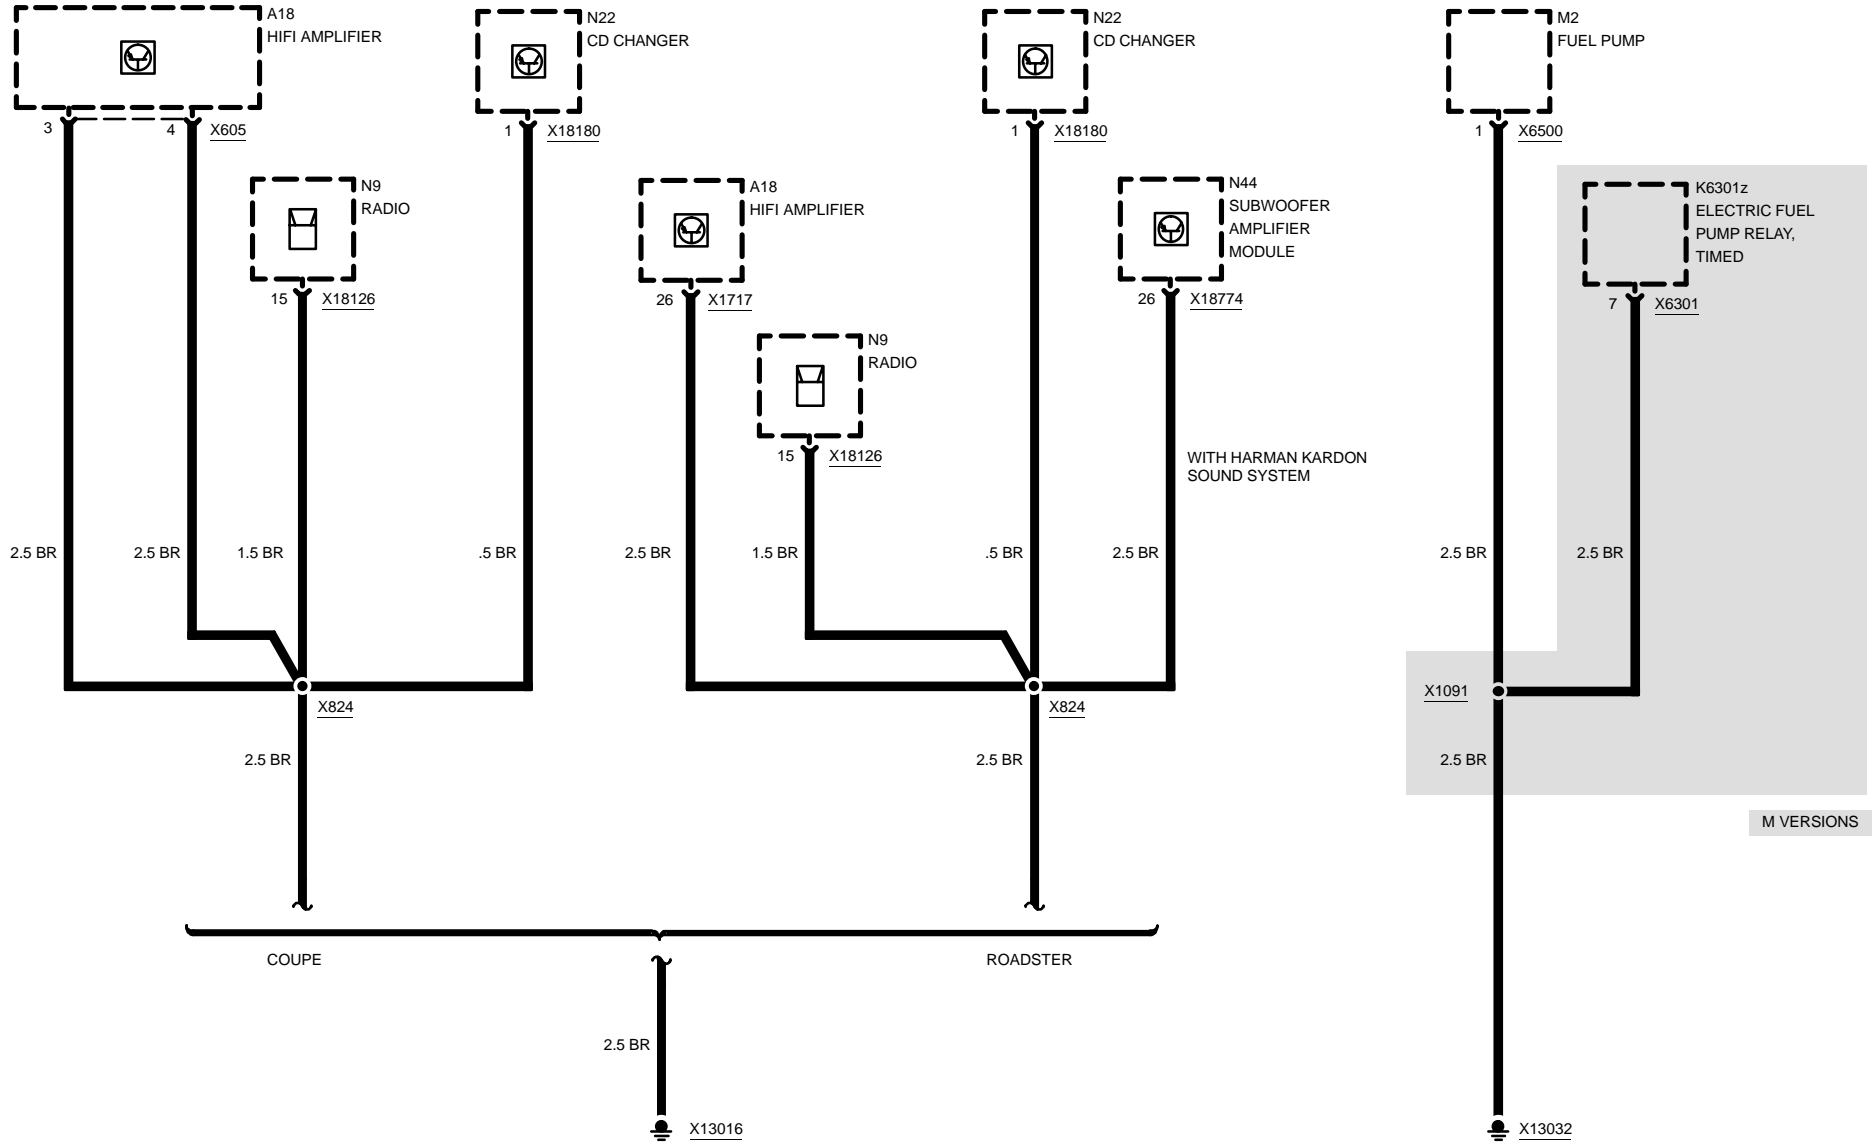 A18
HIFI AMPLIFIER
3
4
X605
N22
CD CHANGER
1
X18180
N22
CD CHANGER
1
X18180
M2
FUEL PUMP
1
X6500
N9
RADIO
15
X18126
A18
HIFI AMPLIFIER
26
X1717
N44
SUBWOOFER
AMPLIFIER
MODULE
26
X18774
K6301z
ELECTRIC FUEL
PUMP RELAY,
TIMED
7
X6301
N9
RADIO
15
X18126
WITH HARMAN KARDON
SOUND SYSTEM
2.5 BR
2.5 BR
1.5 BR
.5 BR
2.5 BR
1.5 BR
.5 BR
2.5 BR
2.5 BR
2.5 BR
X824
X824
X1091
2.5 BR
2.5 BR
2.5 BR
M VERSIONS
COUPE
ROADSTER
2.5 BR
X13016
X13032